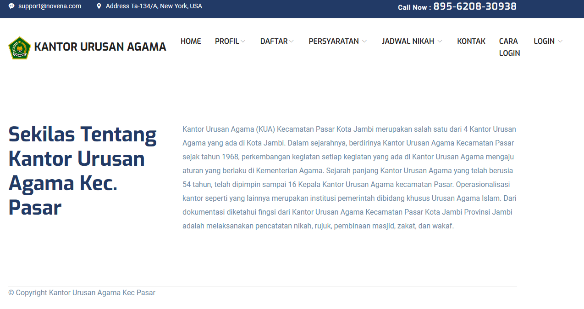 support@novena.com Address Ta-134/A, New York, USA Call Now : 895-6208-30938
KANTOR URUSAN AGAMA HOME PROFIL DAFTAR PERSYARATAN JADWAL NIKAH KONTAK CARA LOGIN LOGIN
Sekilas Tentang
Kantor Urusan
Agama Kec.
Pasar
Kantor Urusan Agama (KUA) Kecamatan Pasar Kota Jambi merupakan salah satu dari 4 Kantor Urusan
Agama yang ada di Kota Jambi. Dalam sejarahnya, berdirinya Kantor Urusan Agama Kecamatan Pasar
sejak tahun 1968, perkembangan kegiatan setiap kegiatan yang ada di Kantor Urusan Agama mengaju
aturan yang berlaku di Kementerian Agama. Sejarah panjang Kantor Urusan Agama yang telah berusia
54 tahun, telah dipimpin sampai 16 Kepala Kantor Urusan Agama kecamatan Pasar. Operasionalisasi
kantor seperti yang lainnya merupakan institusi pemerintah dibidang khusus Urusan Agama Islam. Dari
dokumentasi diketahui fingsi dari Kantor Urusan Agama Kecamatan Pasar Kota Jambi Provinsi Jambi
adalah melaksanakan pencatatan nikah, rujuk, pembinaan masjid, zakat, dan wakaf.
© Copyright Kantor Urusan Agama Kec Pasar